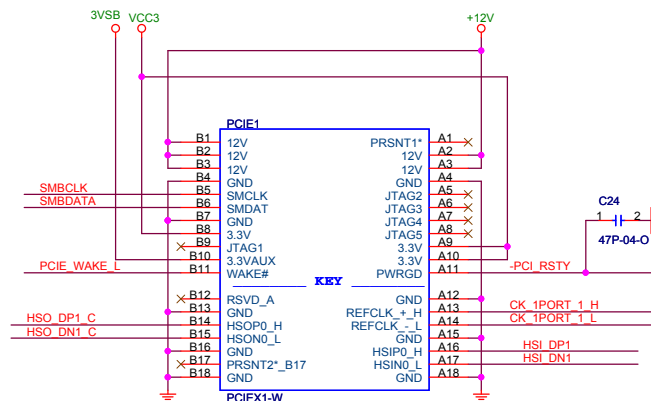 3VSB VCC3 +12V
PCIE1
B1 12V PRSNT1* A1
B2 12V 12V A2
B3 12V 12V A3
B4 GND GND A4
SMBCLK B5 SMCLK JTAG2 A5
SMBDATA B6 SMDAT JTAG3 A6
B7 GND JTAG4 A7
B8 3.3V JTAG5 A8
B9 JTAG1 3.3V A9
B10 3.3VAUX 3.3V A10
PCIE_WAKE_L B11 WAKE# PWRGD A11 -PCI_RSTY
KEY
B12 RSVD_A GND A12
B13 GND REFCLK_+_H A13 CK_1PORT_1_H
HSO_DP1_C B14 HSOP0_H REFCLK_-_L A14 CK_1PORT_1_L
HSO_DN1_C B15 HSON0_L GND A15
B16 GND HSIP0_H A16 HSI_DP1
B17 PRSNT2*_B17 HSIN0_L A17 HSI_DN1
B18 GND GND A18
PCIEX1-W
C24
1 2
47P-04-O